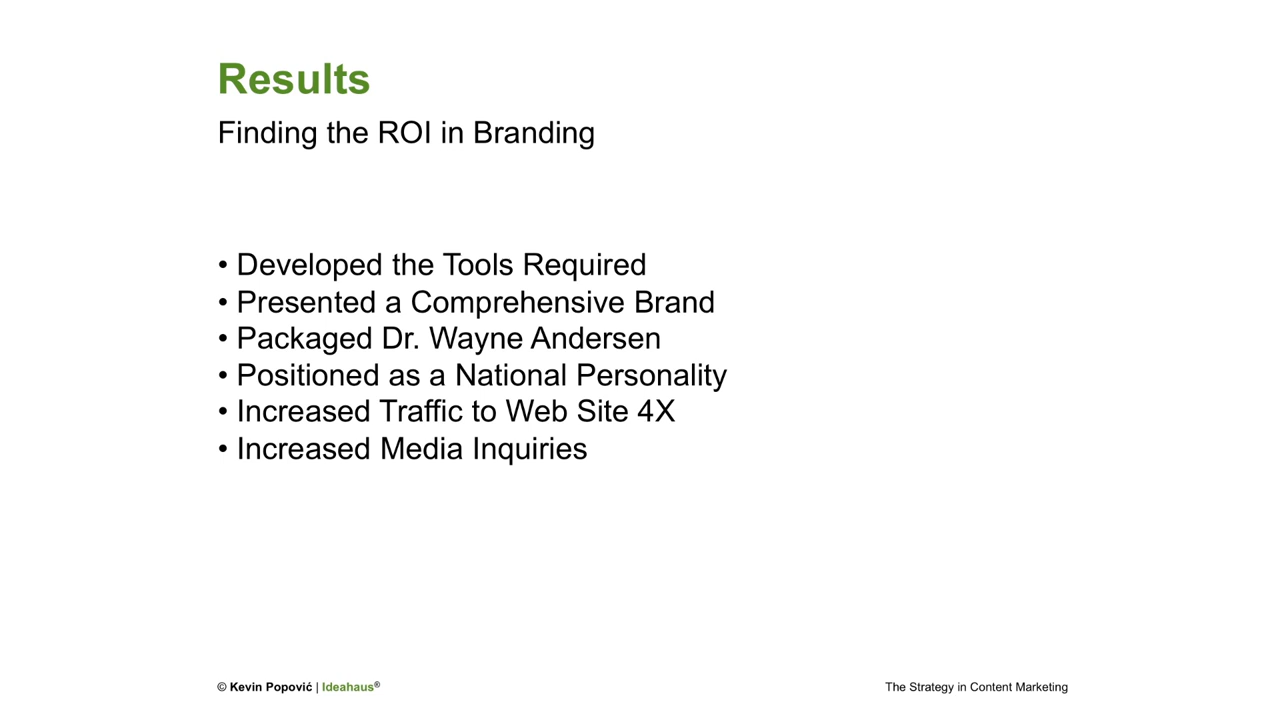 Results
Finding the ROI in Branding
• Developed the Tools Required
• Presented a Comprehensive Brand
• Packaged Dr. Wayne Andersen
• Positioned as a National Personality
• Increased Traffic to Web Site 4X
• Increased Media Inquiries
© Kevin Popović | Ideahaus®
The Strategy in Content Marketing